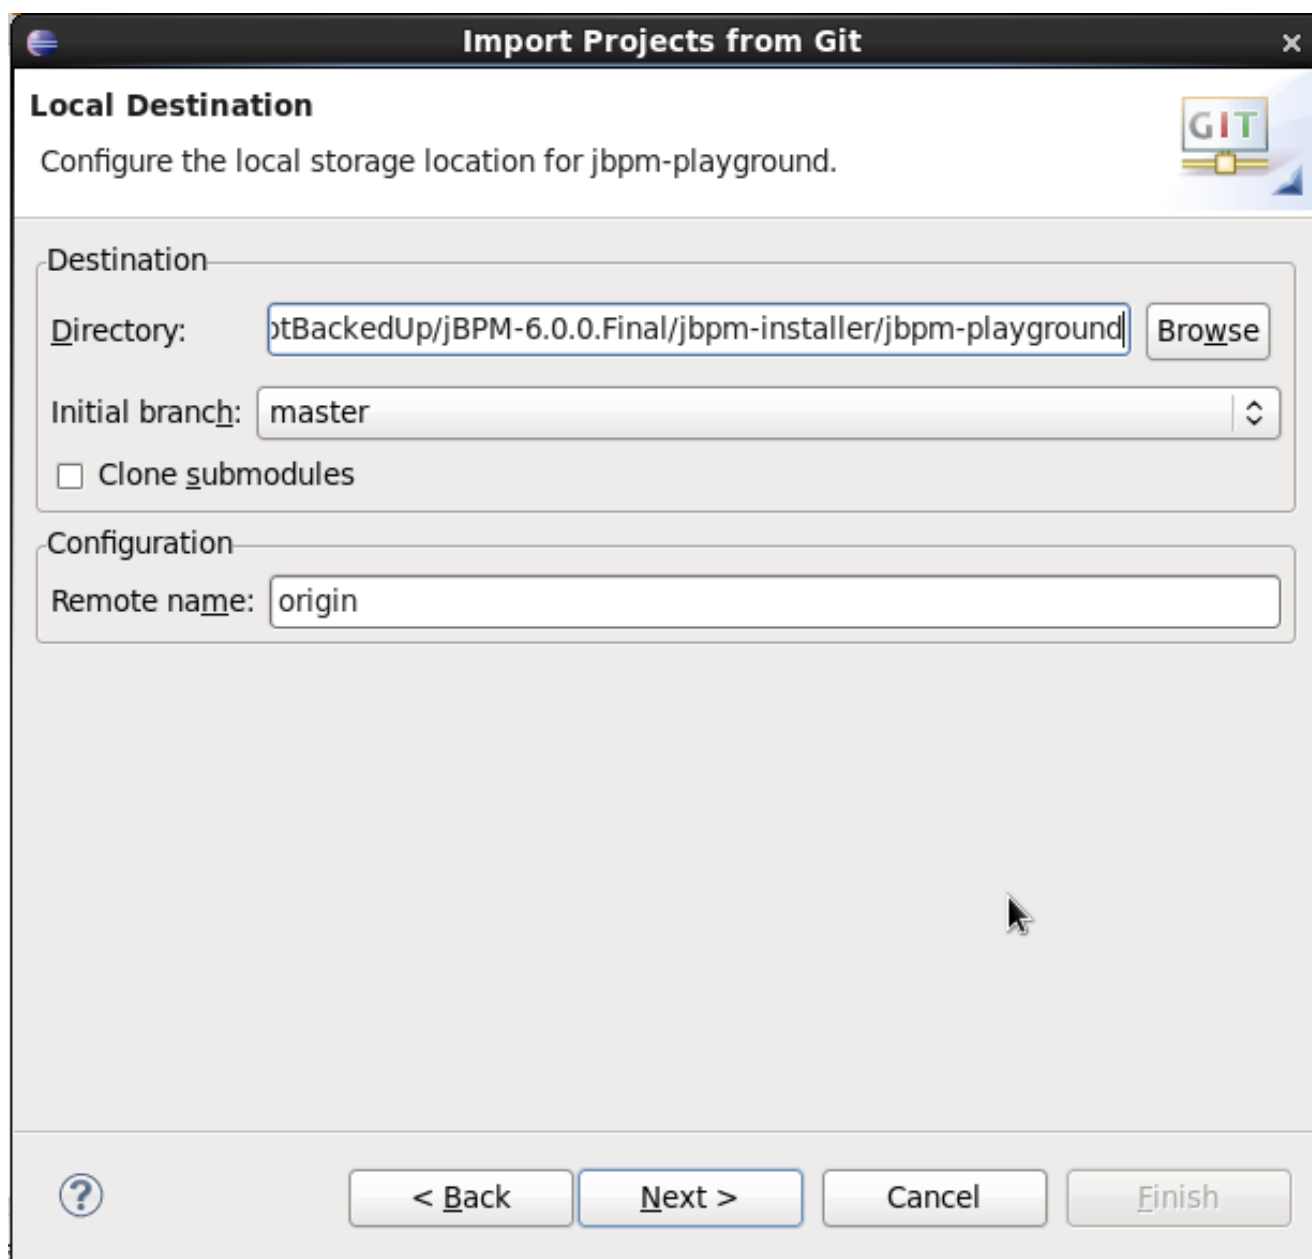 Import Projects from Git
Local Destination
GIT
Configure the local storage location for jbpm-playground.
Destination
Directory: otBackedUp/jBPM-6.0.0.Final/jbpm-installer/jbpm-playground Browse
Initial branch: master
Clone submodules
Configuration
Remote name: origin
? < Back Next > Cancel Finish